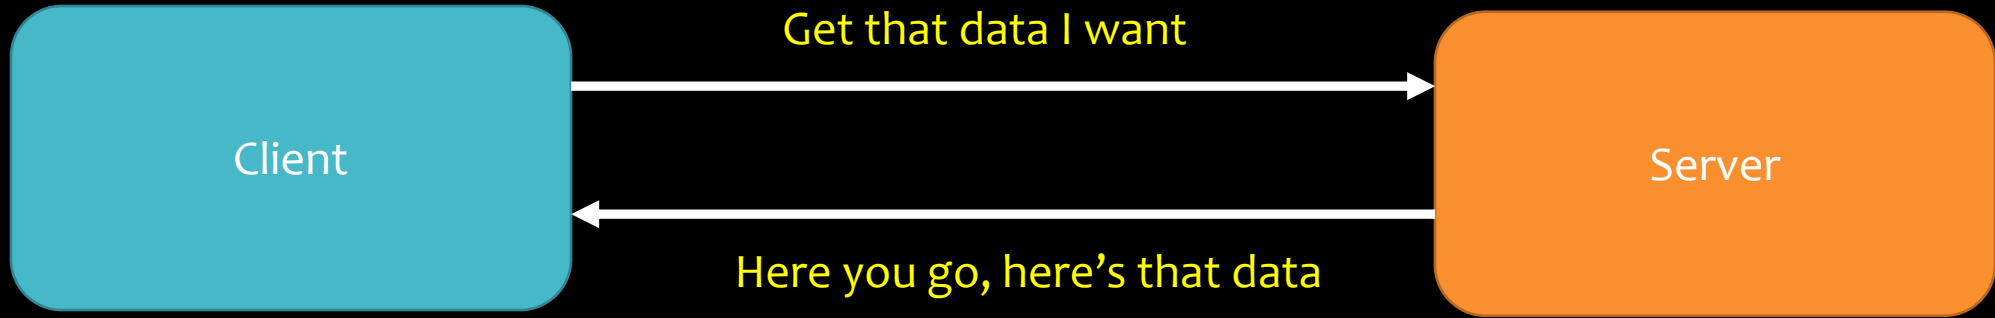 Get that data I want
Client
Server
Here you go, here’s that data